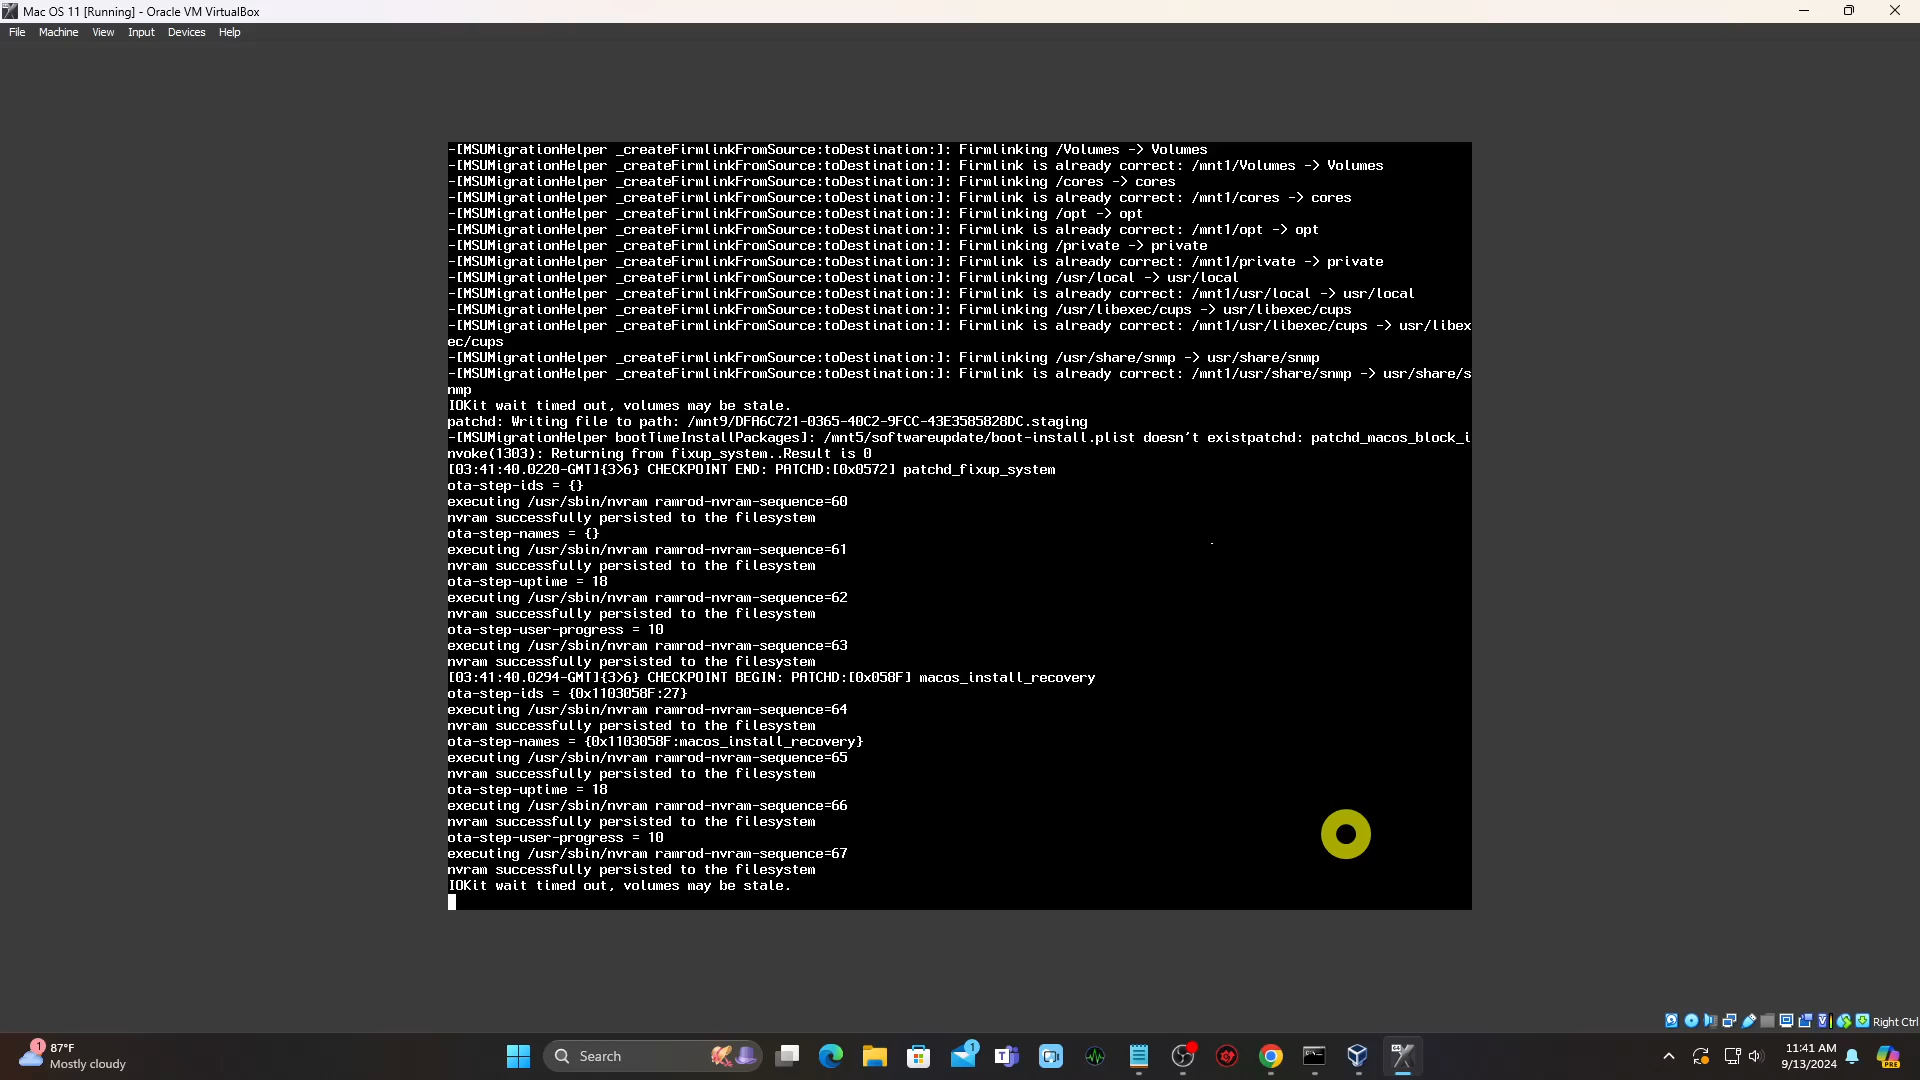 Mac OS 11 [Running] - Oracle VM VirtualBox
File Machine View Input Devices Help
-[MSUMigrationHelper _createFirmlinkFromSource:toDestination:]: Firmlinking /Volumes -> Volumes
-[MSUMigrationHelper _createFirmlinkFromSource:toDestination:]: Firmlink is already correct: /mnt1/Volumes -> Volumes
-[MSUMigrationHelper _createFirmlinkFromSource:toDestination:]: Firmlinking /cores -> cores
-[MSUMigrationHelper _createFirmlinkFromSource:toDestination:]: Firmlink is already correct: /mnt1/cores -> cores
-[MSUMigrationHelper _createFirmlinkFromSource:toDestination:]: Firmlinking /opt -> opt
-[MSUMigrationHelper _createFirmlinkFromSource:toDestination:]: Firmlink is already correct: /mnt1/opt -> opt
-[MSUMigrationHelper _createFirmlinkFromSource:toDestination:]: Firmlinking /private -> private
-[MSUMigrationHelper _createFirmlinkFromSource:toDestination:]: Firmlink is already correct: /mnt1/private -> private
-[MSUMigrationHelper _createFirmlinkFromSource:toDestination:]: Firmlinking /usr/local -> usr/local
-[MSUMigrationHelper _createFirmlinkFromSource:toDestination:]: Firmlink is already correct: /mnt1/usr/local -> usr/local
-[MSUMigrationHelper _createFirmlinkFromSource:toDestination:]: Firmlinking /usr/libexec/cups -> usr/libexec/cups
-[MSUMigrationHelper _createFirmlinkFromSource:toDestination:]: Firmlink is already correct: /mnt1/usr/libexec/cups -> usr/libex
ec/cups
-[MSUMigrationHelper _createFirmlinkFromSource:toDestination:]: Firmlinking /usr/share/snmp -> usr/share/snmp
-[MSUMigrationHelper _createFirmlinkFromSource:toDestination:]: Firmlink is already correct: /mnt1/usr/share/snmp -> usr/share/s
nmp
IOKit wait timed out, volumes may be stale.
patchd: Writing file to path: /mnt9/DFA6C721-0365-40C2-9FCC-43E3585828DC.staging
-[MSUMigrationHelper bootTimeInstallPackages]: /mnt5/softwareupdate/boot-install.plist doesn't existpatchd: patchd_macos_block_i
nvoke(1303): Returning from fixup_system..Result is 0
[03:41:40.0220-GMT]{3>6} CHECKPOINT END: PATCHD:[0x0572] patchd_fixup_system
ota-step-ids = {}
executing /usr/sbin/nvram ramrod-nvram-sequence=60
nvram successfully persisted to the filesystem
ota-step-names = {}
executing /usr/sbin/nvram ramrod-nvram-sequence=61
nvram successfully persisted to the filesystem
ota-step-uptime = 18
executing /usr/sbin/nvram ramrod-nvram-sequence=62
nvram successfully persisted to the filesystem
ota-step-user-progress = 10
executing /usr/sbin/nvram ramrod-nvram-sequence=63
nvram successfully persisted to the filesystem
[03:41:40.0294-GMT]{3>6} CHECKPOINT BEGIN: PATCHD:[0x058F] macos_install_recovery
ota-step-ids = {0x1103058F:27}
executing /usr/sbin/nvram ramrod-nvram-sequence=64
nvram successfully persisted to the filesystem
ota-step-names = {0x1103058F:macos_install_recovery}
executing /usr/sbin/nvram ramrod-nvram-sequence=65
nvram successfully persisted to the filesystem
ota-step-uptime = 18
executing /usr/sbin/nvram ramrod-nvram-sequence=66
nvram successfully persisted to the filesystem
ota-step-user-progress = 10
executing /usr/sbin/nvram ramrod-nvram-sequence=67
nvram successfully persisted to the filesystem
IOKit wait timed out, volumes may be stale.
Right Ctrl
1
87°F
Mostly cloudy
Search
1
11:41 AM
9/13/2024
PRE